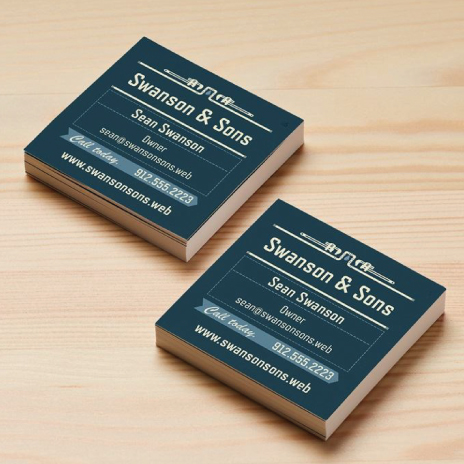 Swanson & Sons
Sean Swanson
Owner
sean@swansonsons.web
Call today. 912.555.2223
www.swansonsons.web
Swanson & Sons
Sean Swanson
Owner
sean@swansonsons.web
Call today. 912.555.2223
www.swansonsons.web